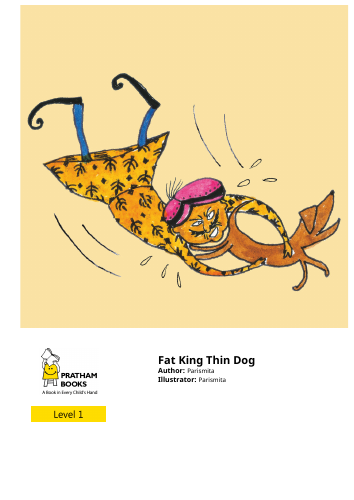 Fat King Thin Dog
Author: Parismita
Illustrator: Parismita
PRATHAM
BOOKS
A Book in Every Child's Hand
Level 1